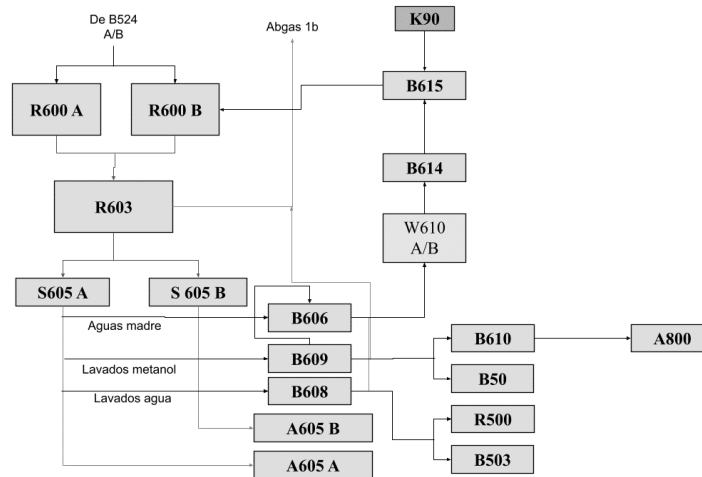 De B524
A/B
Abgas 1b
K90
R600 A
R600 B
B615
B614
R603
W610
A/B
S605 A
S 605 B
B606
Aguas madre
B609
B610
A800
Lavados metanol
B608
B50
Lavados agua
R500
A605 B
B503
A605 A